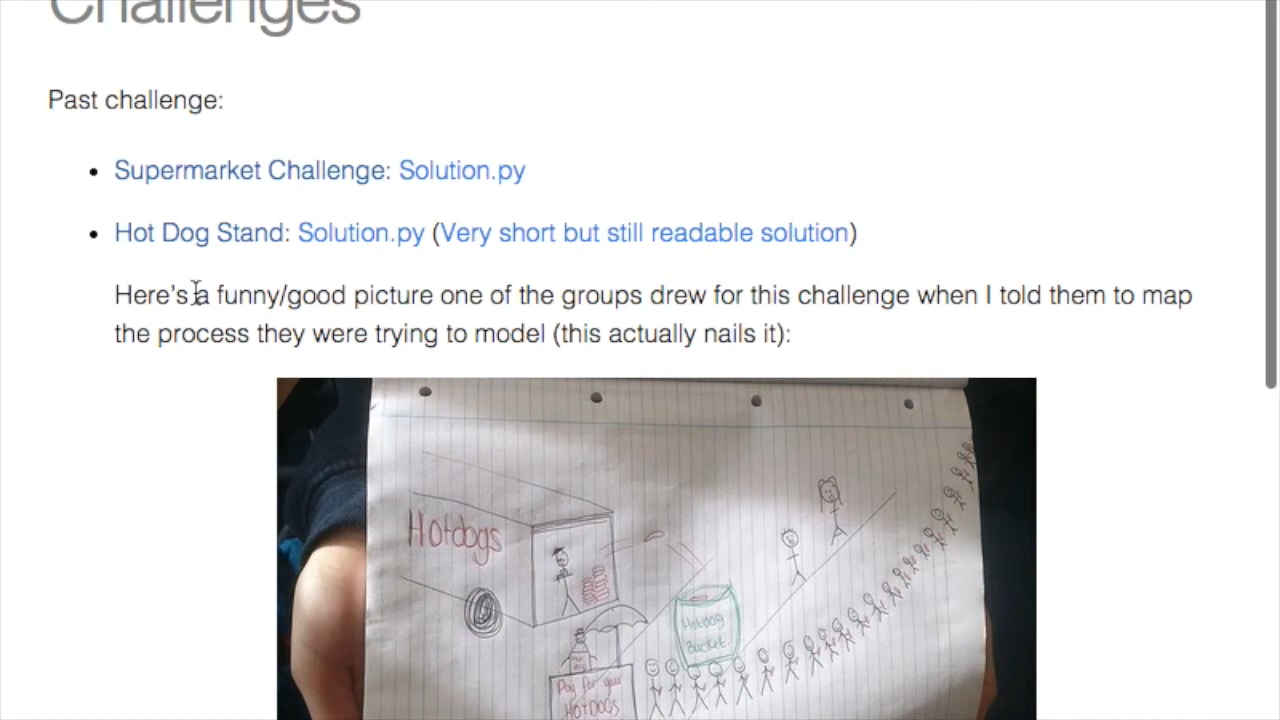 Challenges
Past challenge:
Supermarket Challenge: Solution.py
Hot Dog Stand: Solution.py (Very short but still readable solution)
Here's a funny/good picture one of the groups drew for this challenge when I told them to map
the process they were trying to model (this actually nails it):
Hotdogs
Hotdog
Bucket
Pay for your
HOTDOGS